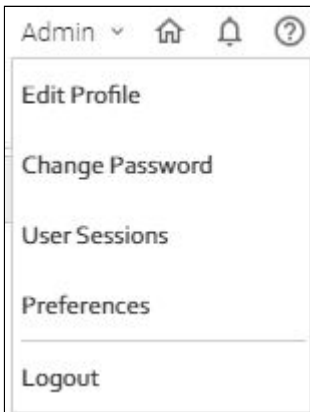 Admin
Edit Profile
Change Password
User Sessions
Preferences
Logout